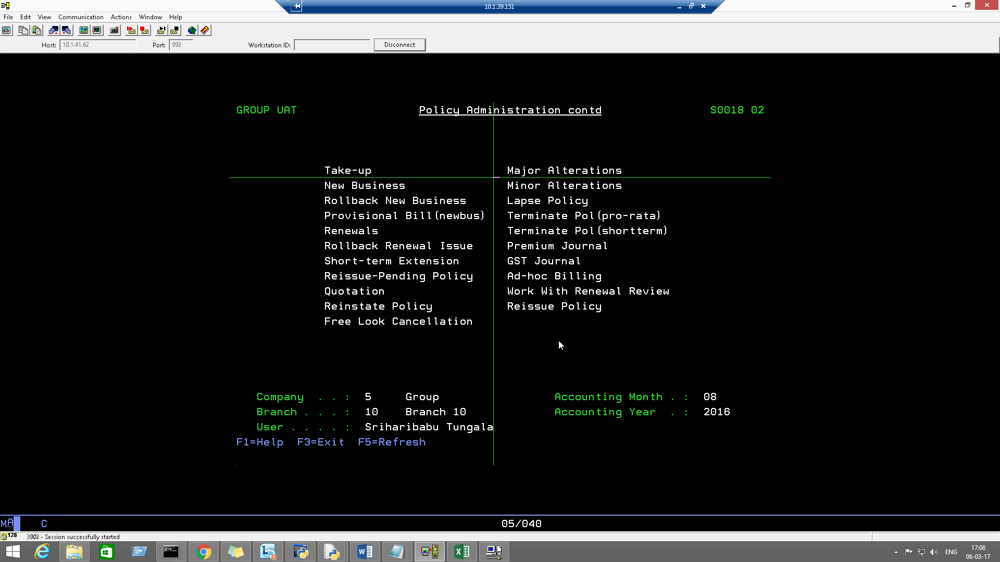 10.1.39.151
File Edit View Communication Actions Window Help
Host: 10.1.41.62 Port: 992 Workstation ID: Disconnect
GROUP UAT Policy Administration contd S0018 02
Take-up Major Alterations
New Business Minor Alterations
Rollback New Business Lapse Policy
Provisional Bill(newbus) Terminate Pol(pro-rata)
Renewals Terminate Pol(shortterm)
Rollback Renewal Issue Premium Journal
Short-term Extension GST Journal
Reissue-Pending Policy Ad-hoc Billing
Quotation Work With Renewal Review
Reinstate Policy Reissue Policy
Free Look Cancellation
Company . . : 5 Group Accounting Month . : 08
Branch . . . : 10 Branch 10 Accounting Year . : 2016
User . . . . : Sriharibabu Tungala
F1=Help F3=Exit F5=Refresh
MA C 05/040
128 I902 - Session successfully started
ENG 17:08
06-03-17